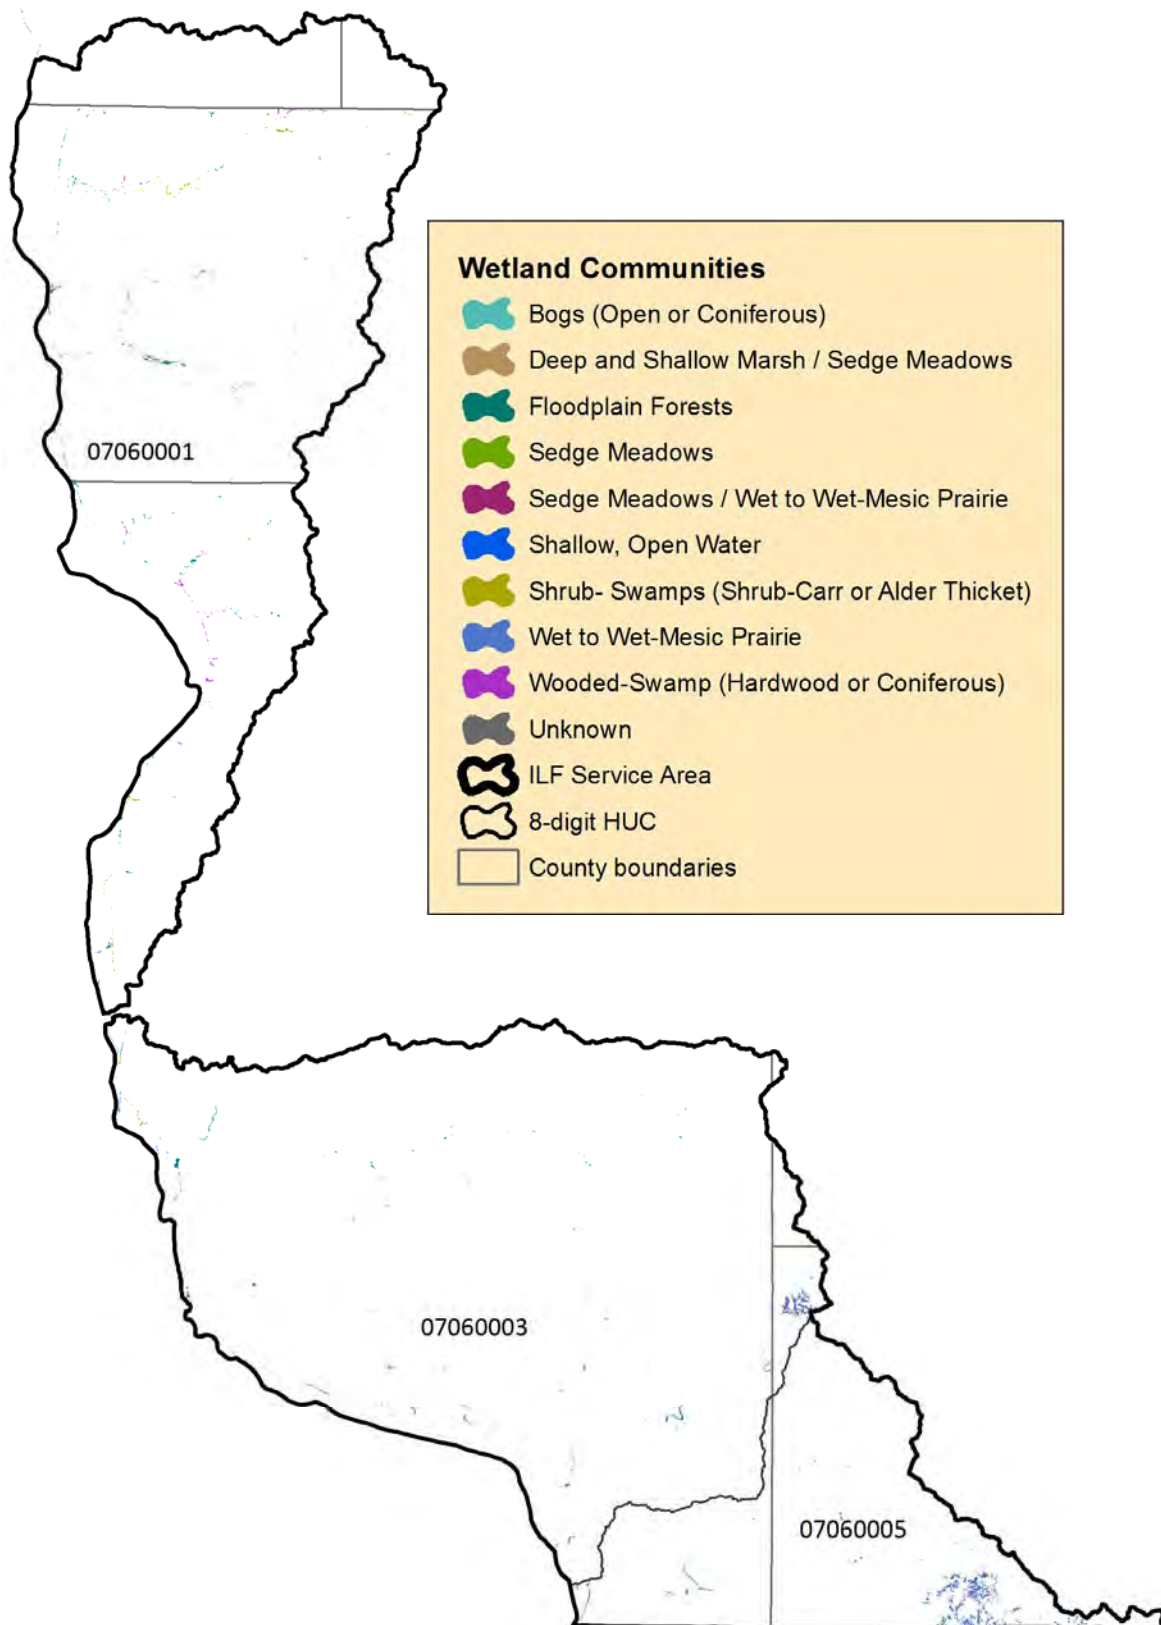 Wetland Communities
Bogs (Open or Coniferous)
Deep and Shallow Marsh / Sedge Meadows
Floodplain Forests
Sedge Meadows
Sedge Meadows / Wet to Wet-Mesic Prairie
Shallow, Open Water
Shrub- Swamps (Shrub-Carr or Alder Thicket)
Wet to Wet-Mesic Prairie
Wooded-Swamp (Hardwood or Coniferous)
Unknown
ILF Service Area
8-digit HUC
County boundaries
07060001
07060003
07060005